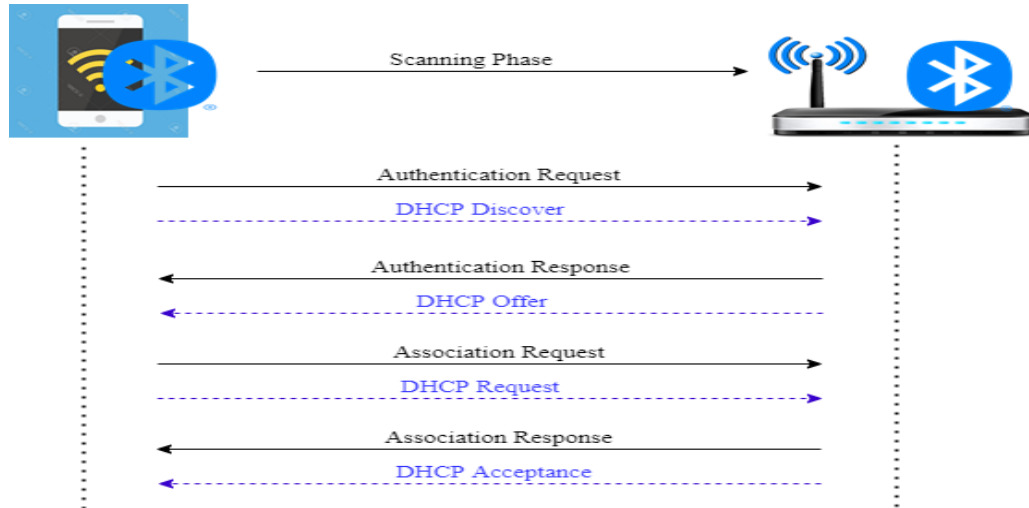 Scanning Phase
Authentication Request
DHCP Discover
Authentication Response
DHCP Offer
Association Request
DHCP Request
Association Response
DHCP Acceptance